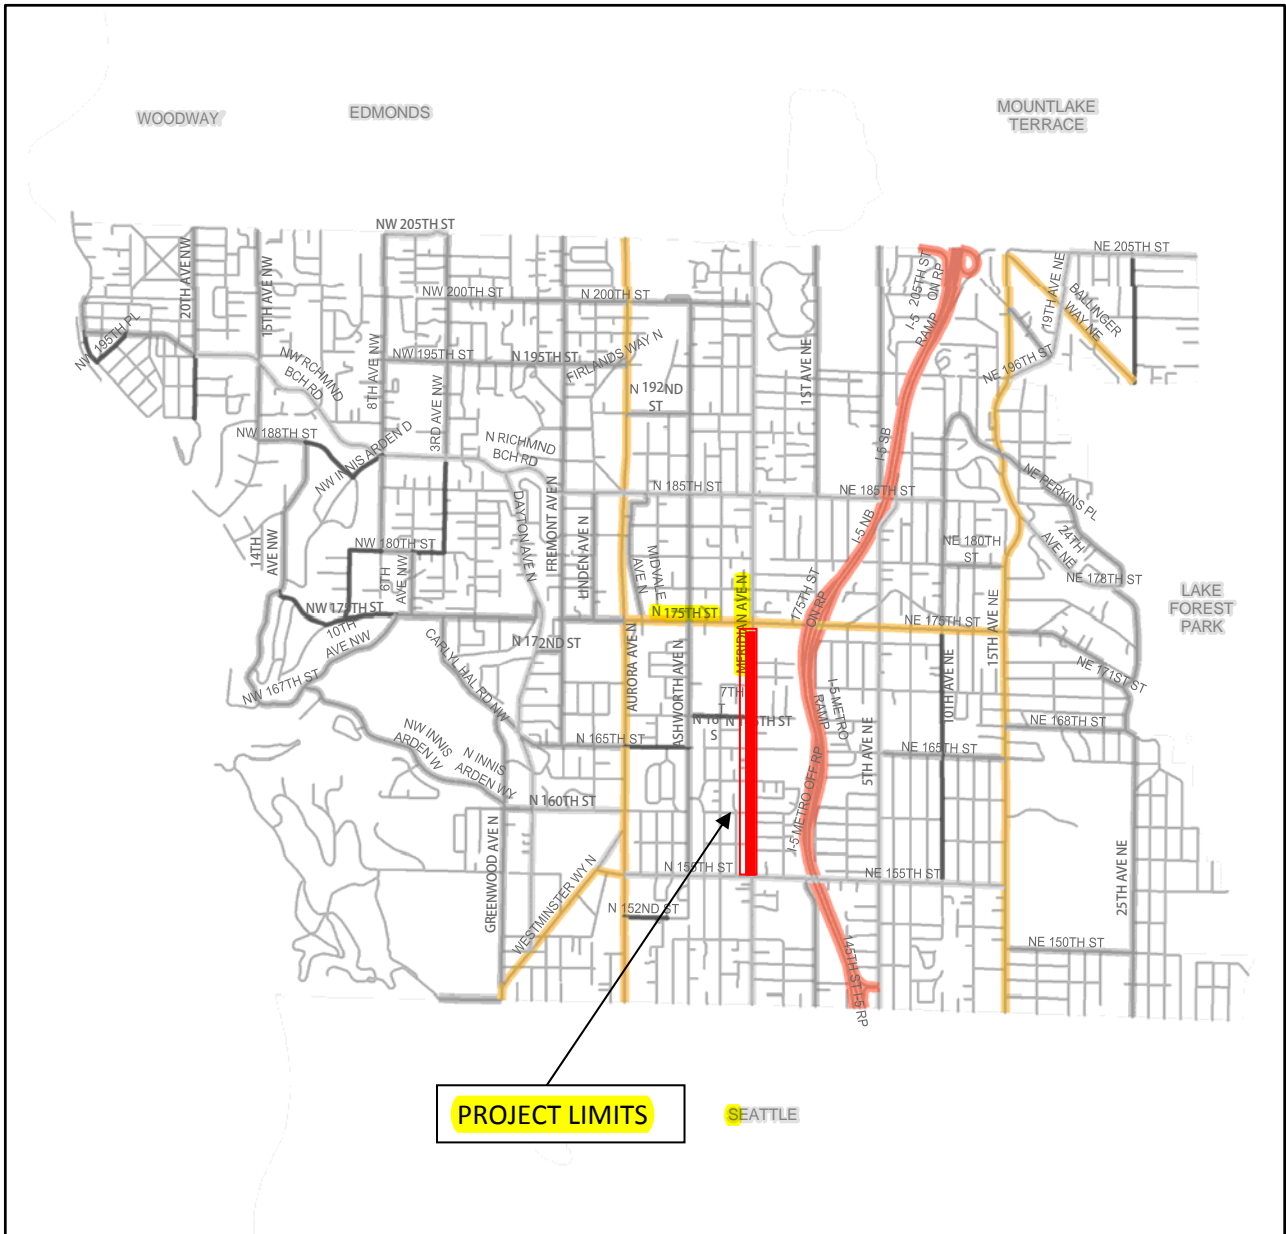 WOODWAY
EDMONDS
MOUNTLAKE
TERRACE
NW 205TH ST
NE 205TH ST
20TH AVE NW
15TH AVE NW
I-5 205TH ST
ON RP
RAMP
19TH AVE NE
BALLINGER
WAY NE
NW 200TH ST
N 200TH ST
NW 195TH PL
8TH AVE NW
NW 195TH ST
N 195TH ST
FIRLANDS WAY N
1ST AVE NE
NE 196TH ST
NW RCHMND
BCH RD
3RD AVE NW
N 192ND
ST
NW 188TH ST
NW INNIS ARDEN D
N RICHMND
BCH RD
I-5 SB
N 185TH ST
NE 185TH ST
NE PERKINS PL
DAYTON AVE N
FREMONT AVE N
LINDEN AVE N
I-5 NB
14TH
AVE NW
NW 180TH ST
6TH
AVE NW
MIDVALE
AVE N
MERIDIAN AVE N
175TH ST
ON RP
NE 180TH
ST
24TH
AVE NE
NE 178TH ST
LAKE
FOREST
PARK
NW 175TH ST
N 175TH ST
NE 175TH ST
15TH AVE NE
10TH
AVE NW
CARLYL HAL RD NW
N 172ND ST
AURORA AVE N
ASHWORTH AVE N
NE 171ST ST
NW 167TH ST
7TH
I-5 METRO
RAMP
10TH AVE NE
NE 168TH ST
N 16
S
NW INNIS
ARDEN W
N INNIS
ARDEN WY
N 165TH ST
5TH AVE NE
NE 165TH ST
I-5 METRO OFF RP
N 160TH ST
GREENWOOD AVE N
WESTMINSTER WY N
N 155TH ST
NE 155TH ST
25TH AVE NE
N 152ND ST
NE 150TH ST
145TH ST I-5 RP
PROJECT LIMITS
SEATTLE